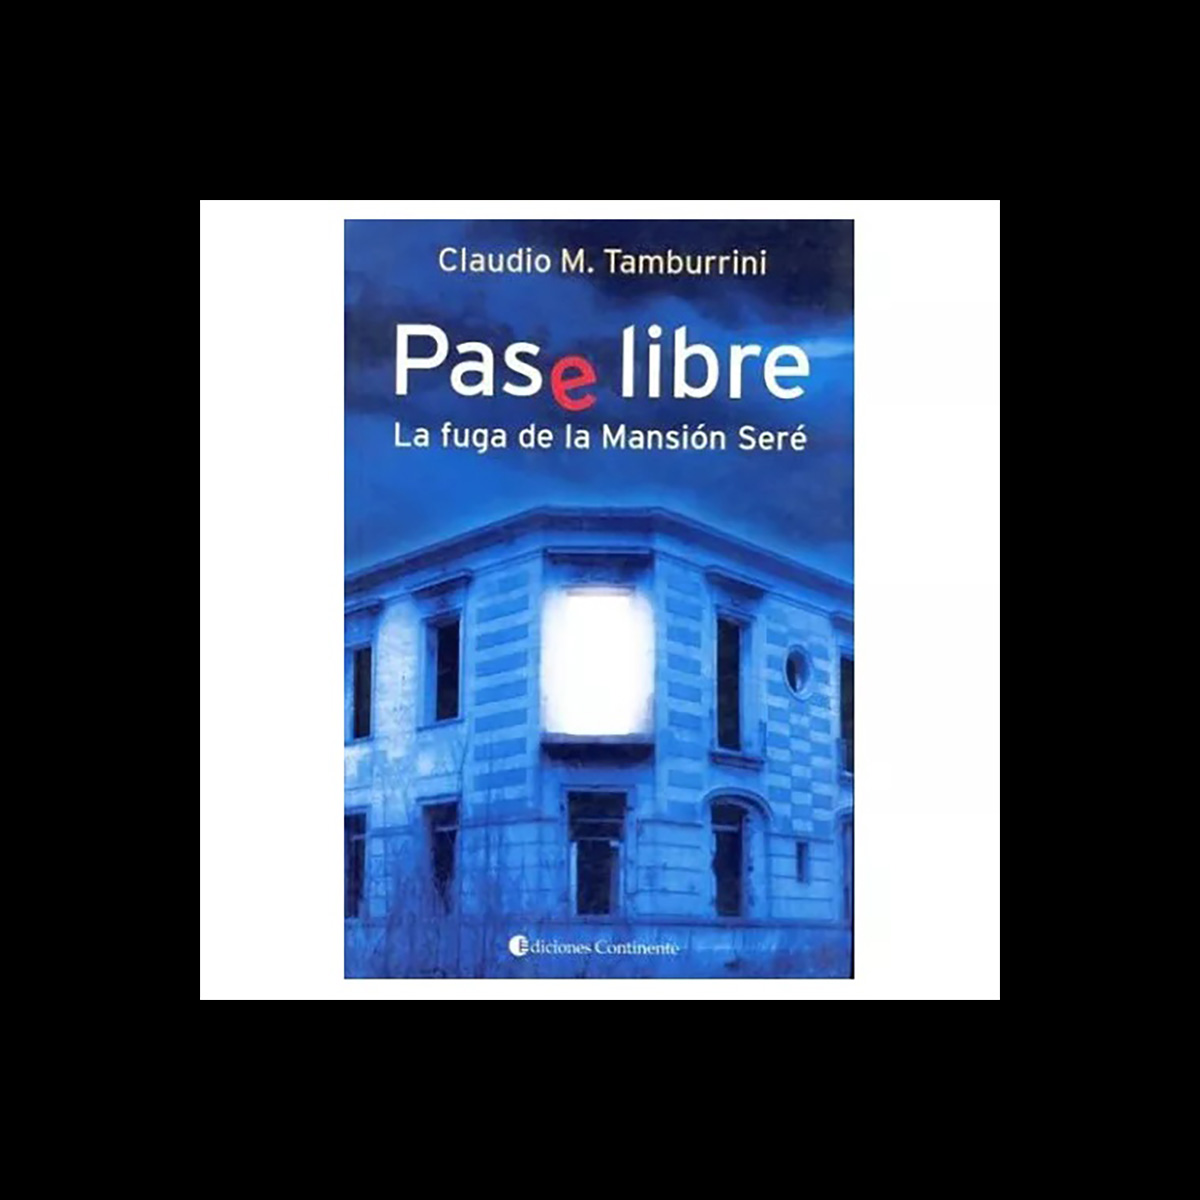 Claudio M. Tamburrini
Pase libre
La fuga de la Mansión Seré
Ediciones Continente